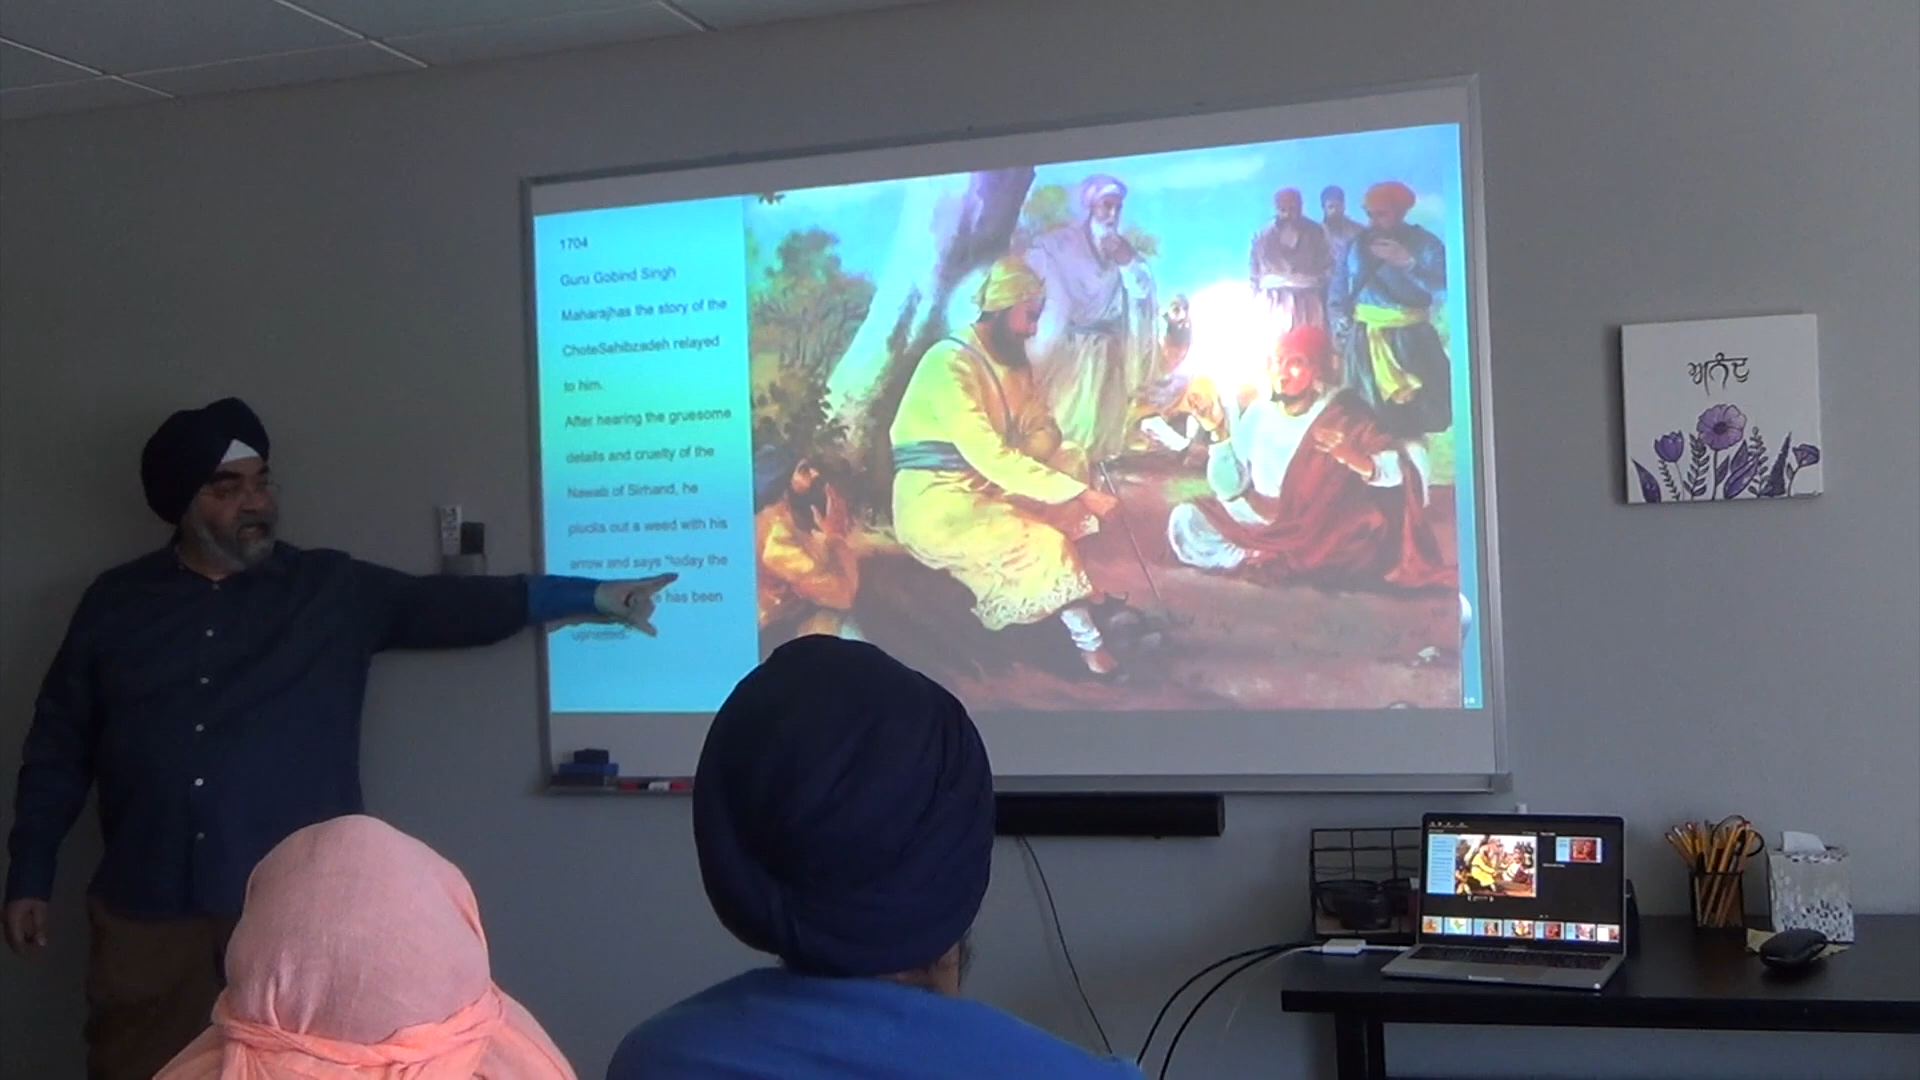 1704
Guru Gobind Singh
Maharajhas the story of the
ChoteSahibzadeh relayed
to him.
After hearing the gruesome
details and cruelty of the
Nawab of Sirhand, he
plucks out a weed with his
arrow and says "today the
has been
uprooted."
ਅਨੰਦੁ